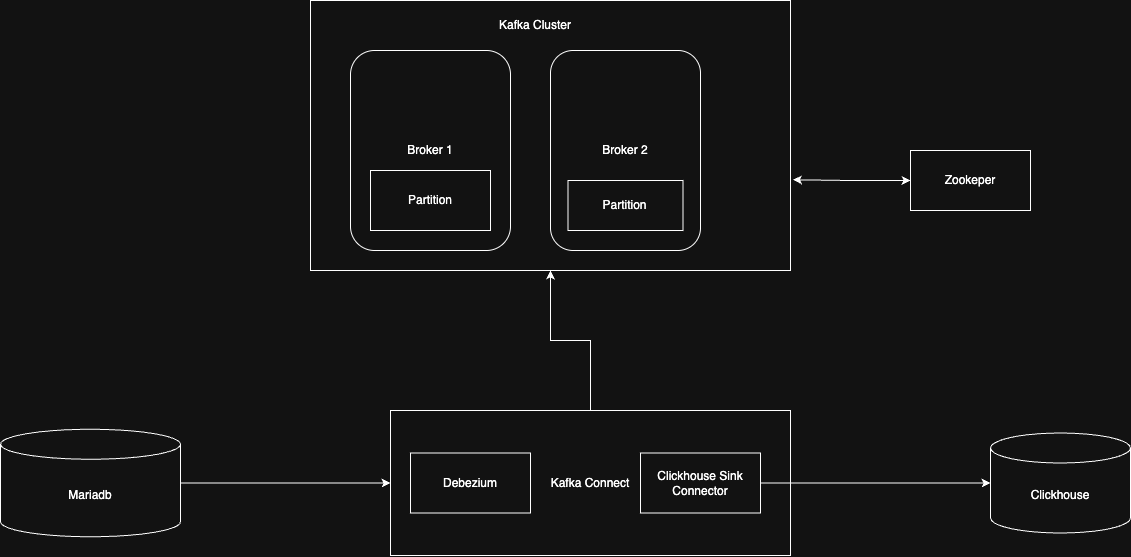 Kafka Cluster
Broker 1
Broker 2
Partition
Partition
Zookeper
Mariadb
Debezium
Kafka Connect
Clickhouse Sink
Connector
Clickhouse